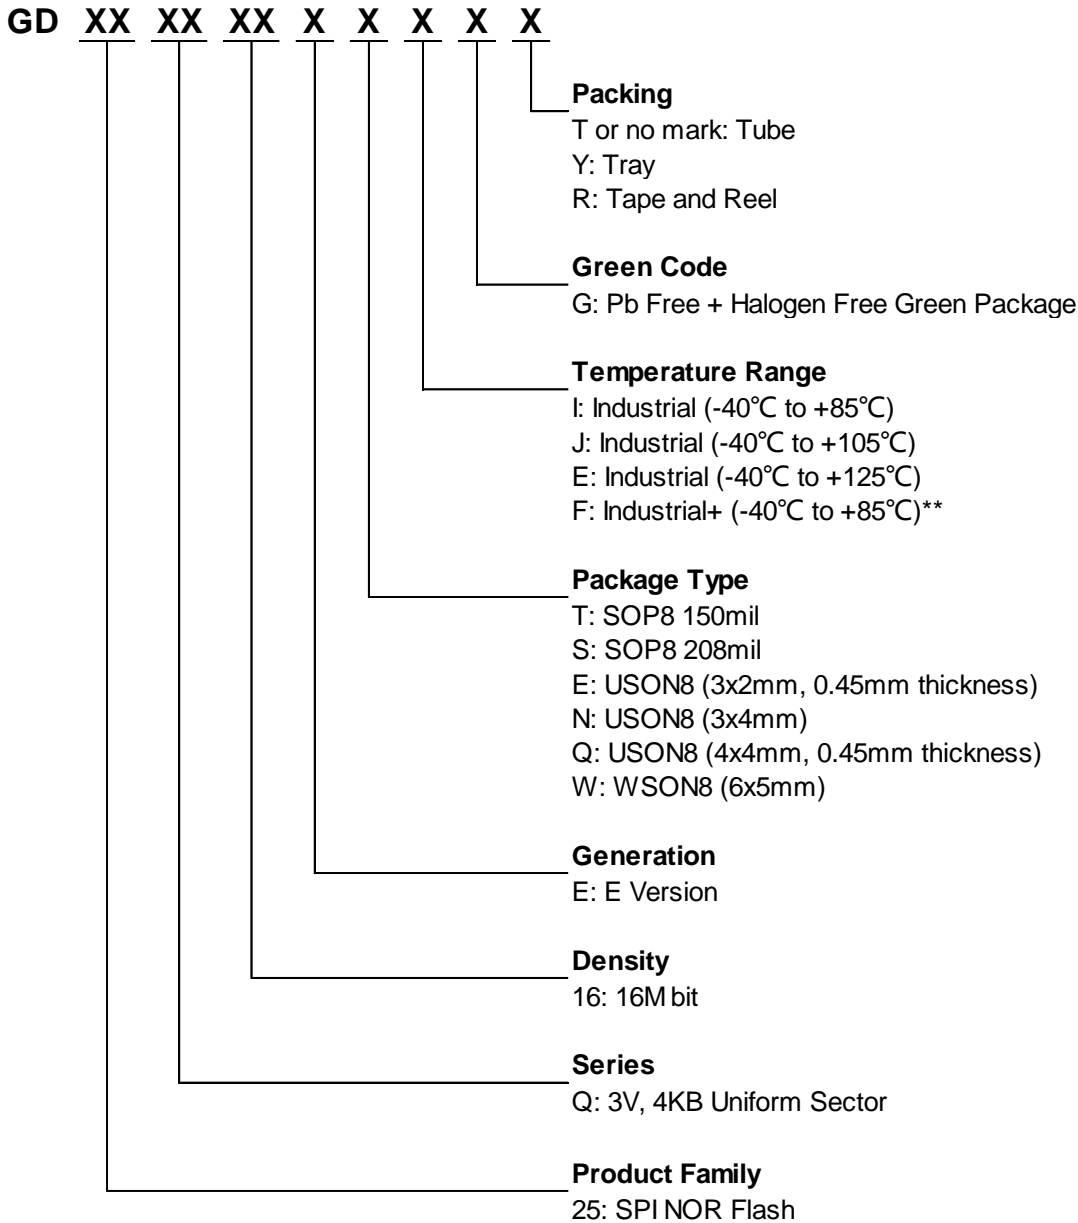 GD XX XX XX X X X X X
Packing
T or no mark: Tube
Y: Tray
R: Tape and Reel
Green Code
G: Pb Free + Halogen Free Green Package
Temperature Range
I: Industrial (-40℃ to +85℃)
J: Industrial (-40℃ to +105℃)
E: Industrial (-40℃ to +125℃)
F: Industrial+ (-40℃ to +85℃)**
Package Type
T: SOP8 150mil
S: SOP8 208mil
E: USON8 (3x2mm, 0.45mm thickness)
N: USON8 (3x4mm)
Q: USON8 (4x4mm, 0.45mm thickness)
W: WSON8 (6x5mm)
Generation
E: E Version
Density
16: 16M bit
Series
Q: 3V, 4KB Uniform Sector
Product Family
25: SPI NOR Flash